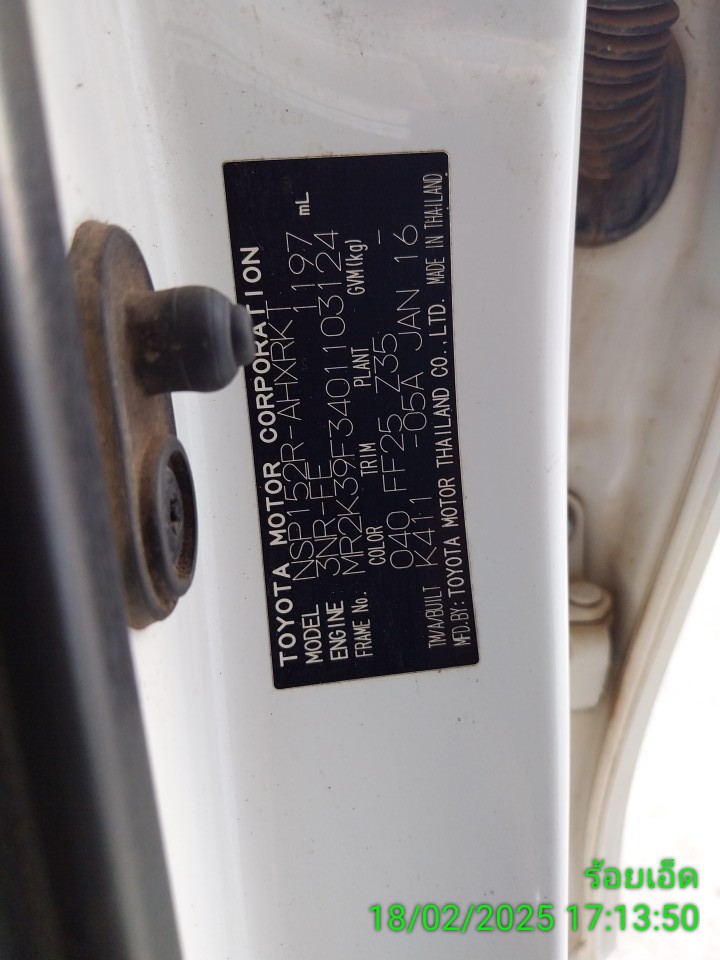 TOYOTA MOTOR CORPORATION
MODEL NSP152R-AHXRKT 1197 mL
ENGINE 3NR-FE
FRAME No. MR2K39F3401103124
COLOR TRIM PLANT GVM(kg)
040 FF25 Z35 -
TM/A/BUILT K411 -05A JAN 16
MFD.BY: TOYOTA MOTOR THAILAND CO., LTD. MADE IN THAILAND
ร้อยเอ็ด
18/02/2025 17:13:50